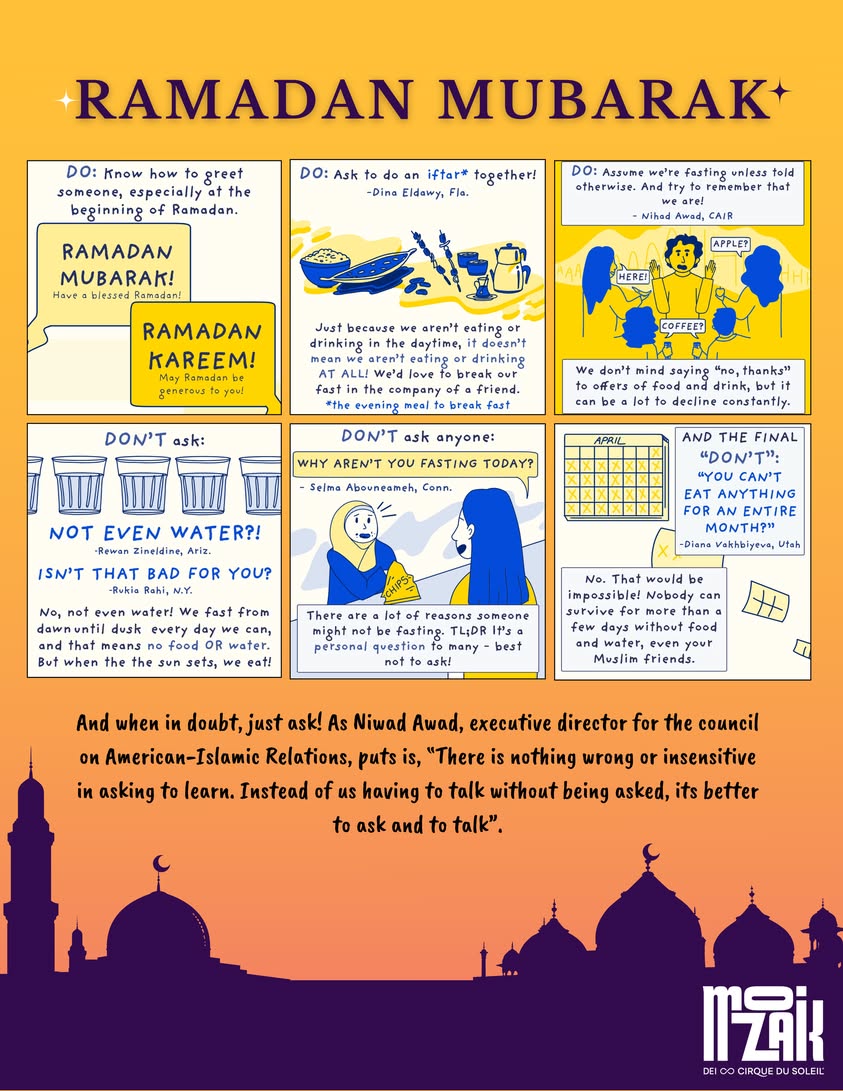 RAMADAN MUBARAK
DO: Know how to greet
someone, especially at the
beginning of Ramadan.
RAMADAN
MUBARAK!
Have a blessed Ramadan!
RAMADAN
KAREEM!
May Ramadan be
generous to you!
DO: Ask to do an iftar* together!
-Dina Eldawy, Fla.
Just because we aren't eating or
drinking in the daytime, it doesn't
mean we aren't eating or drinking
AT ALL! We'd love to break our
fast in the company of a friend.
*the evening meal to break fast
DO: Assume we're fasting unless told
otherwise. And try to remember that
we are!
- Nihad Awad, CAIR
APPLE?
HERE!
COFFEE?
We don't mind saying "no, thanks"
to offers of food and drink, but it
can be a lot to decline constantly.
DON'T ask:
NOT EVEN WATER?!
-Rewan Zineldine, Ariz.
ISN'T THAT BAD FOR YOU?
-Rukia Rahi, N.Y.
No, not even water! We fast from
dawn until dusk every day we can,
and that means no food OR water.
But when the the sun sets, we eat!
DON'T ask anyone:
WHY AREN'T YOU FASTING TODAY?
- Selma Abouneameh, Conn.
CHIPS
There are a lot of reasons someone
might not be fasting. TL;DR It's a
personal question to many - best
not to ask!
APRIL
AND THE FINAL
"DON'T":
"YOU CAN'T
EAT ANYTHING
FOR AN ENTIRE
MONTH?"
-Diana Vakhbiyeva, Utah
No. That would be
impossible! Nobody can
survive for more than a
few days without food
and water, even your
Muslim friends.
And when in doubt, just ask! As Niwad Awad, executive director for the council
on American-Islamic Relations, puts is, "There is nothing wrong or insensitive
in asking to learn. Instead of us having to talk without being asked, its better
to ask and to talk".
MOZAIK
DEI ∞ CIRQUE DU SOLEIL